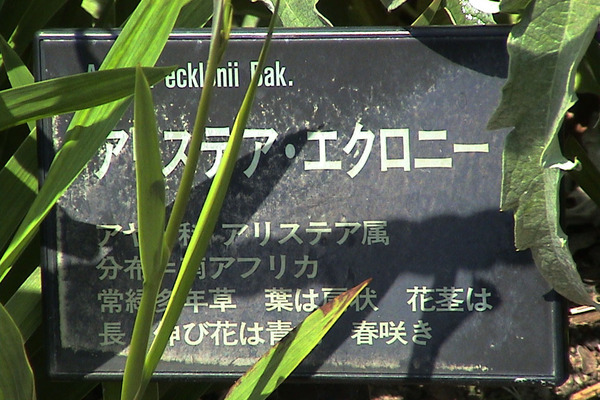 ecklonii Bak.
アリステア・エクロニー
アヤ 科 アリステア属
分布 南アフリカ
常緑多年草 葉は扇状 花茎は
長 伸び花は青 春咲き